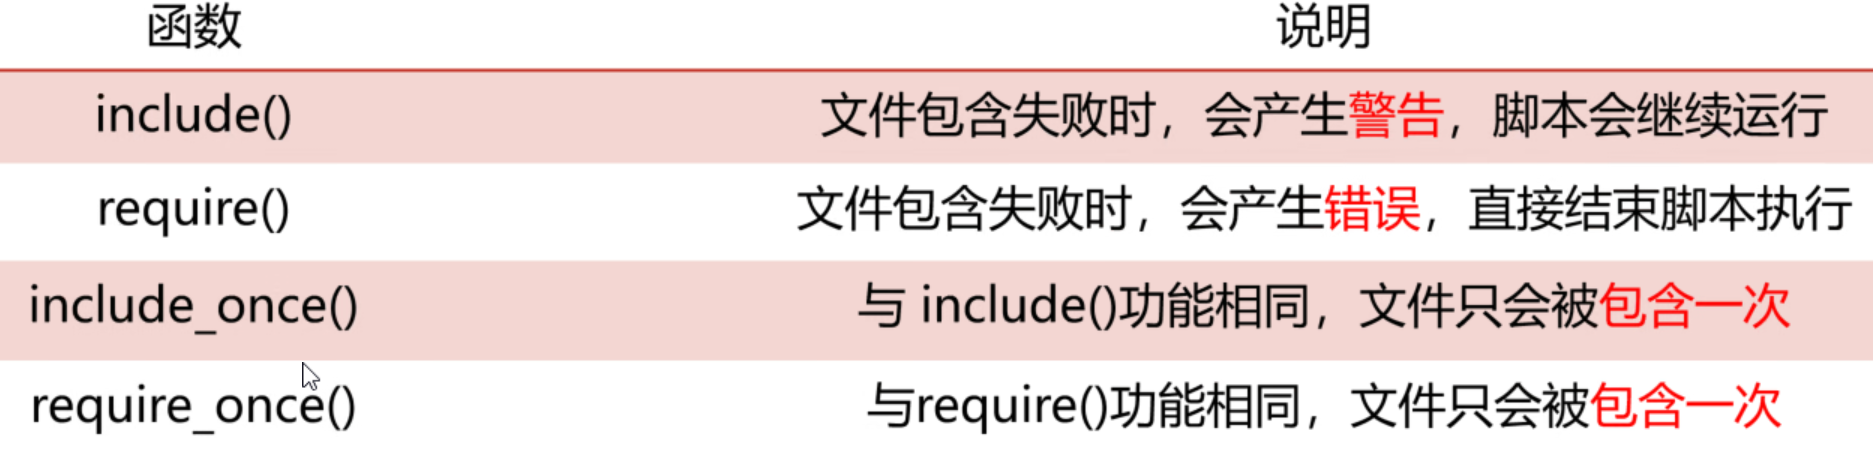 函数 说明
include() 文件包含失败时，会产生警告，脚本会继续运行
require() 文件包含失败时，会产生错误，直接结束脚本执行
include_once() 与 include()功能相同，文件只会被包含一次
require_once() 与require()功能相同，文件只会被包含一次